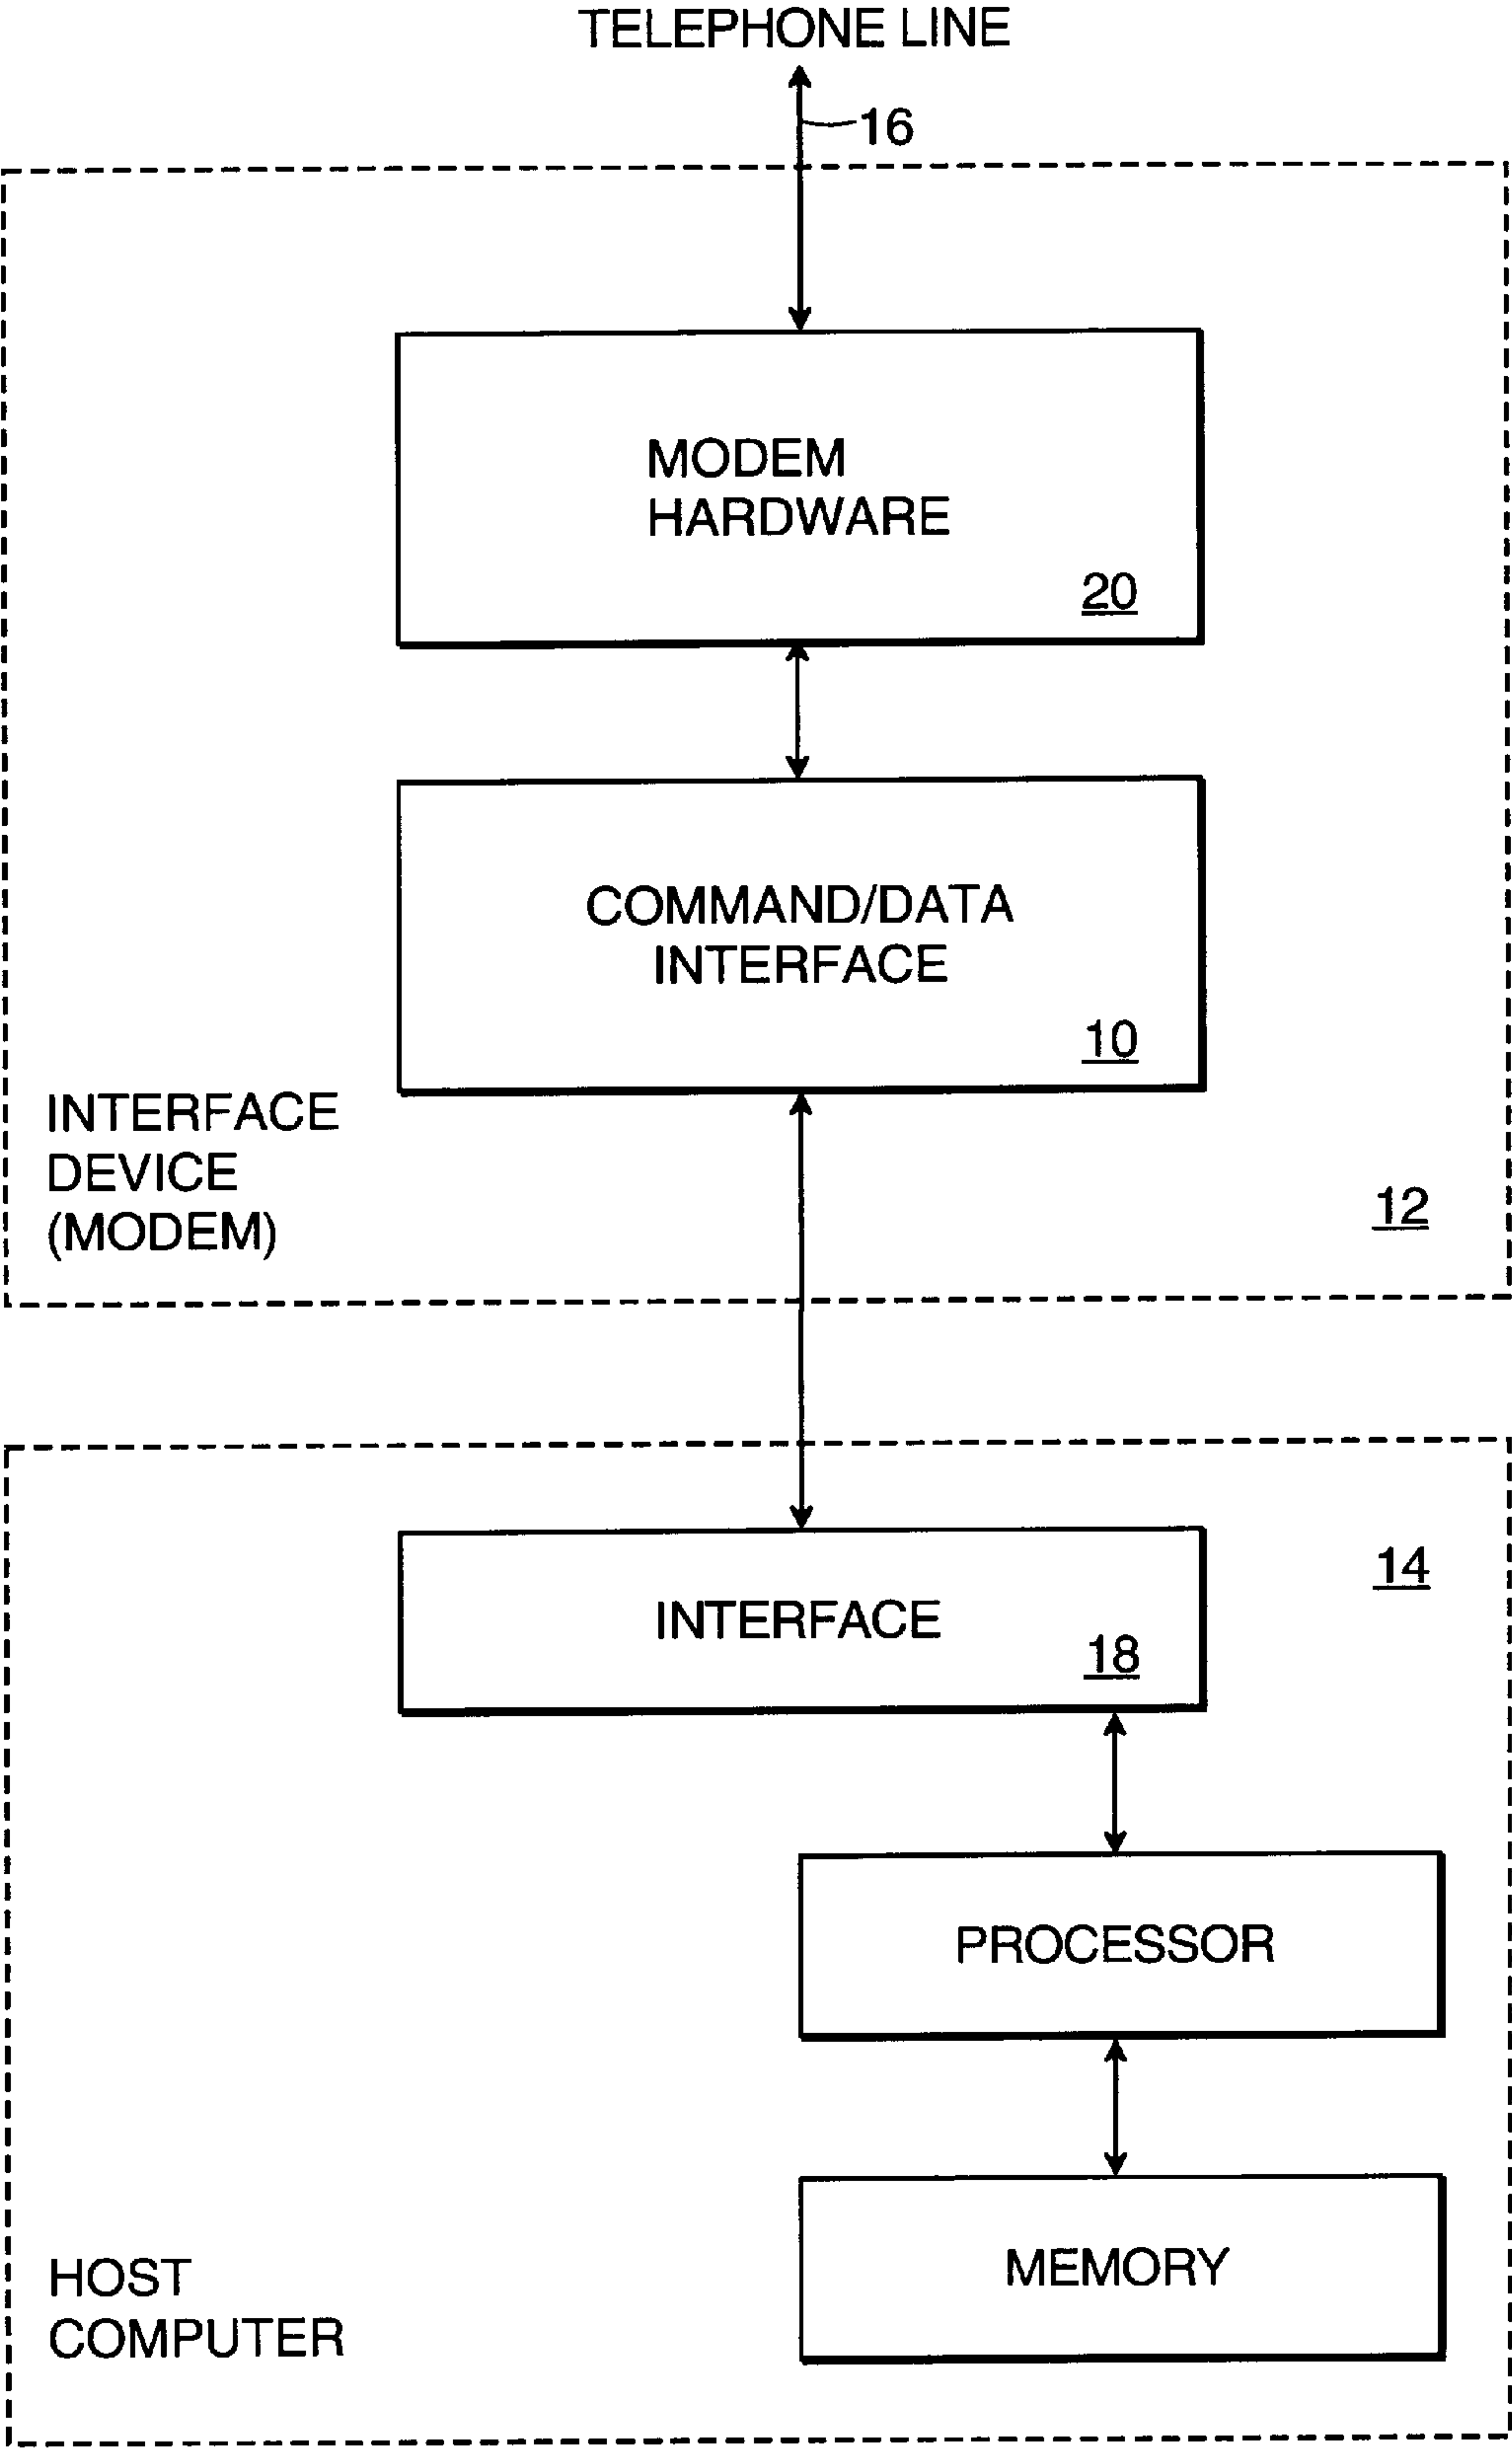 TELEPHONE LINE
16
MODEM
HARDWARE
20
COMMAND/DATA
INTERFACE
10
INTERFACE
DEVICE
(MODEM)
12
14
INTERFACE
18
PROCESSOR
MEMORY
HOST
COMPUTER